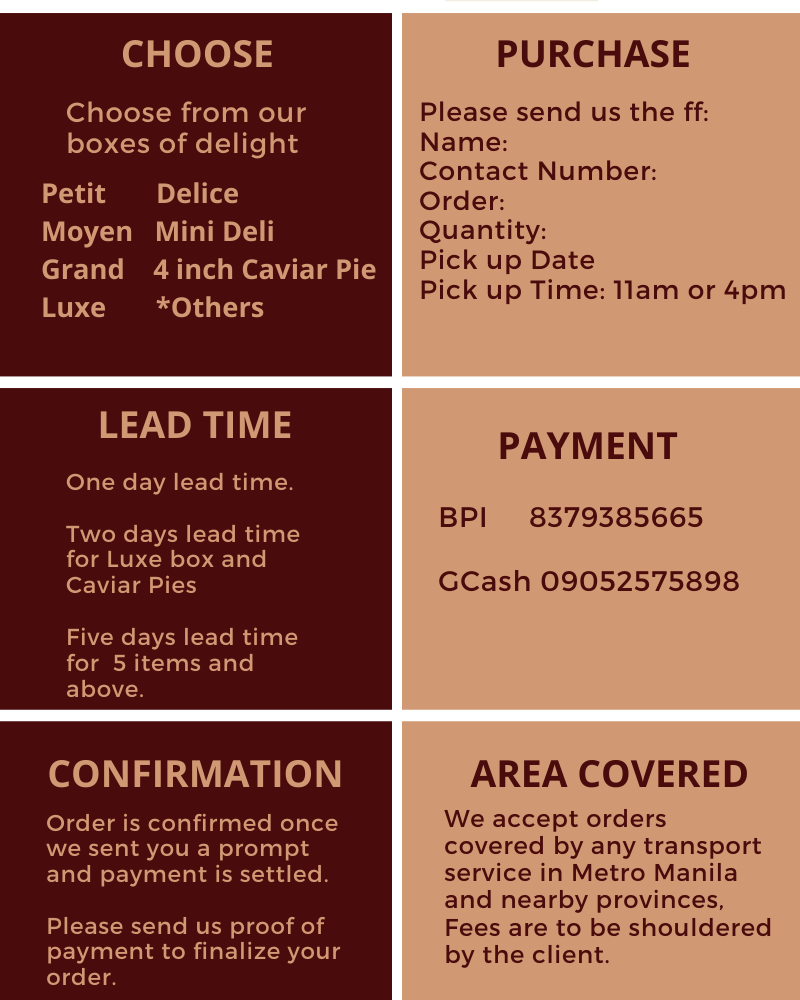 CHOOSE
Choose from our
boxes of delight
Petit Delice
Moyen Mini Deli
Grand 4 inch Caviar Pie
Luxe *Others
PURCHASE
Please send us the ff:
Name:
Contact Number:
Order:
Quantity:
Pick up Date
Pick up Time: 11am or 4pm
LEAD TIME
One day lead time.
Two days lead time
for Luxe box and
Caviar Pies
Five days lead time
for 5 items and
above.
PAYMENT
BPI 8379385665
GCash 09052575898
CONFIRMATION
Order is confirmed once
we sent you a prompt
and payment is settled.
Please send us proof of
payment to finalize your
order.
AREA COVERED
We accept orders
covered by any transport
service in Metro Manila
and nearby provinces,
Fees are to be shouldered
by the client.